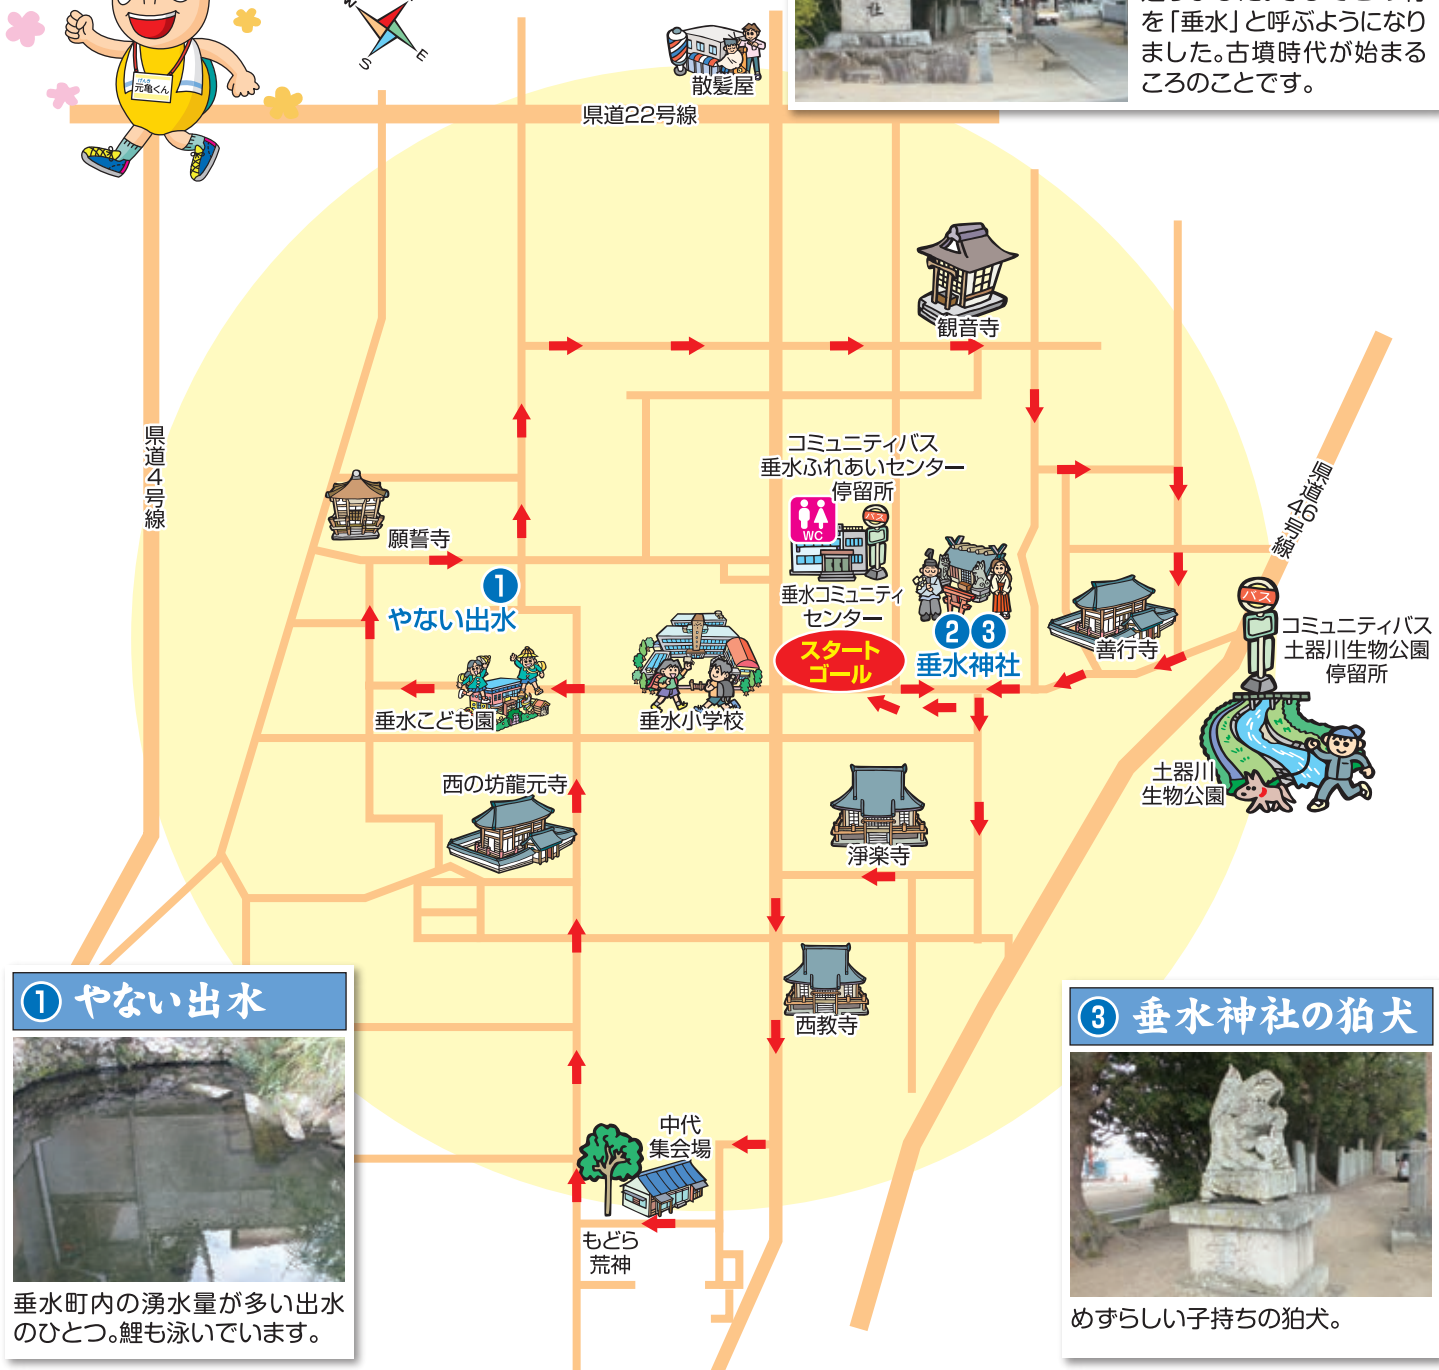 を「垂水」と呼ぶようになり
ました。古墳時代が始まる
ころのことです。
社
げんき
元亀くん
W
S
E
散髪屋
県道22号線
観音寺
県道4号線
コミュニティバス
垂水ふれあいセンター
停留所
WC
バス
県道46号線
願誓寺
1
やない出水
垂水コミュニティ
センター
スタート
ゴール
2 3
垂水神社
善行寺
バス
コミュニティバス
土器川生物公園
停留所
垂水こども園
垂水小学校
西の坊龍元寺
土器川
生物公園
淨楽寺
西教寺
中代
集会場
もどら
荒神
1 やない出水
垂水町内の湧水量が多い出水
のひとつ。鯉も泳いでいます。
3 垂水神社の狛犬
めずらしい子持ちの狛犬。